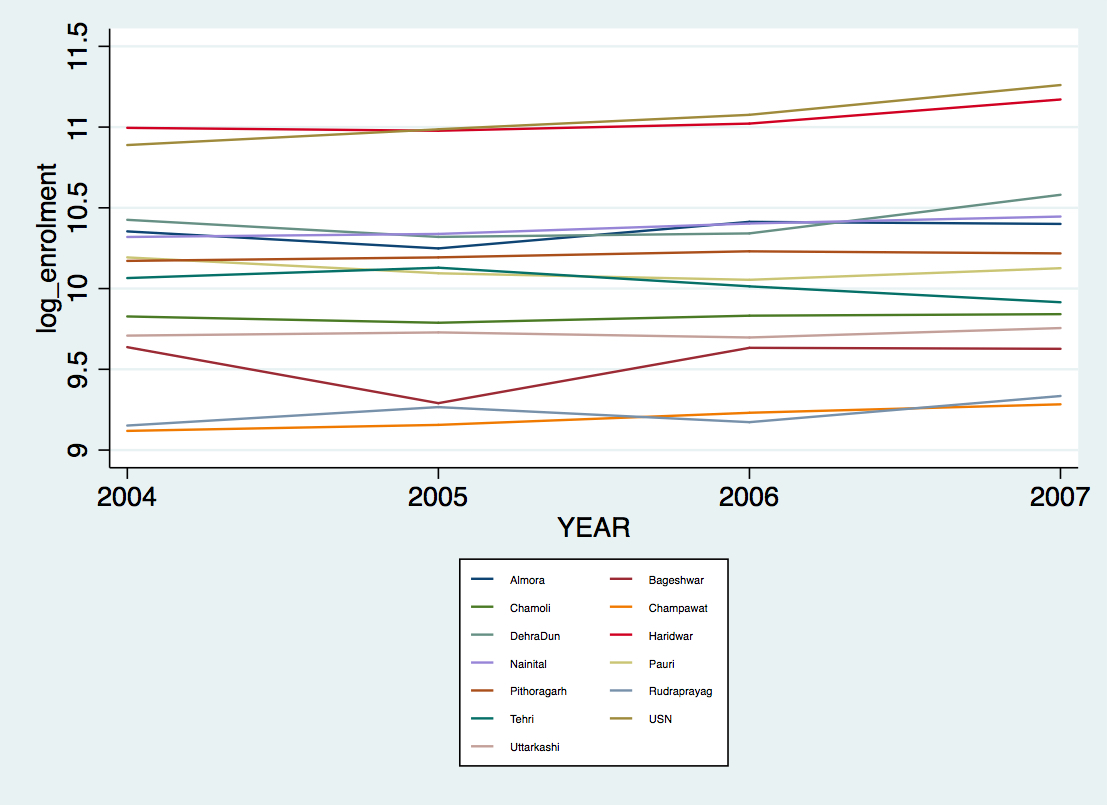 log_enrolment
11.5
11
10.5
10
9.5
9
2004 2005 2006 2007
YEAR
Almora Bageshwar
Chamoli Champawat
DehraDun Haridwar
Nainital Pauri
Pithoragarh Rudraprayag
Tehri USN
Uttarkashi